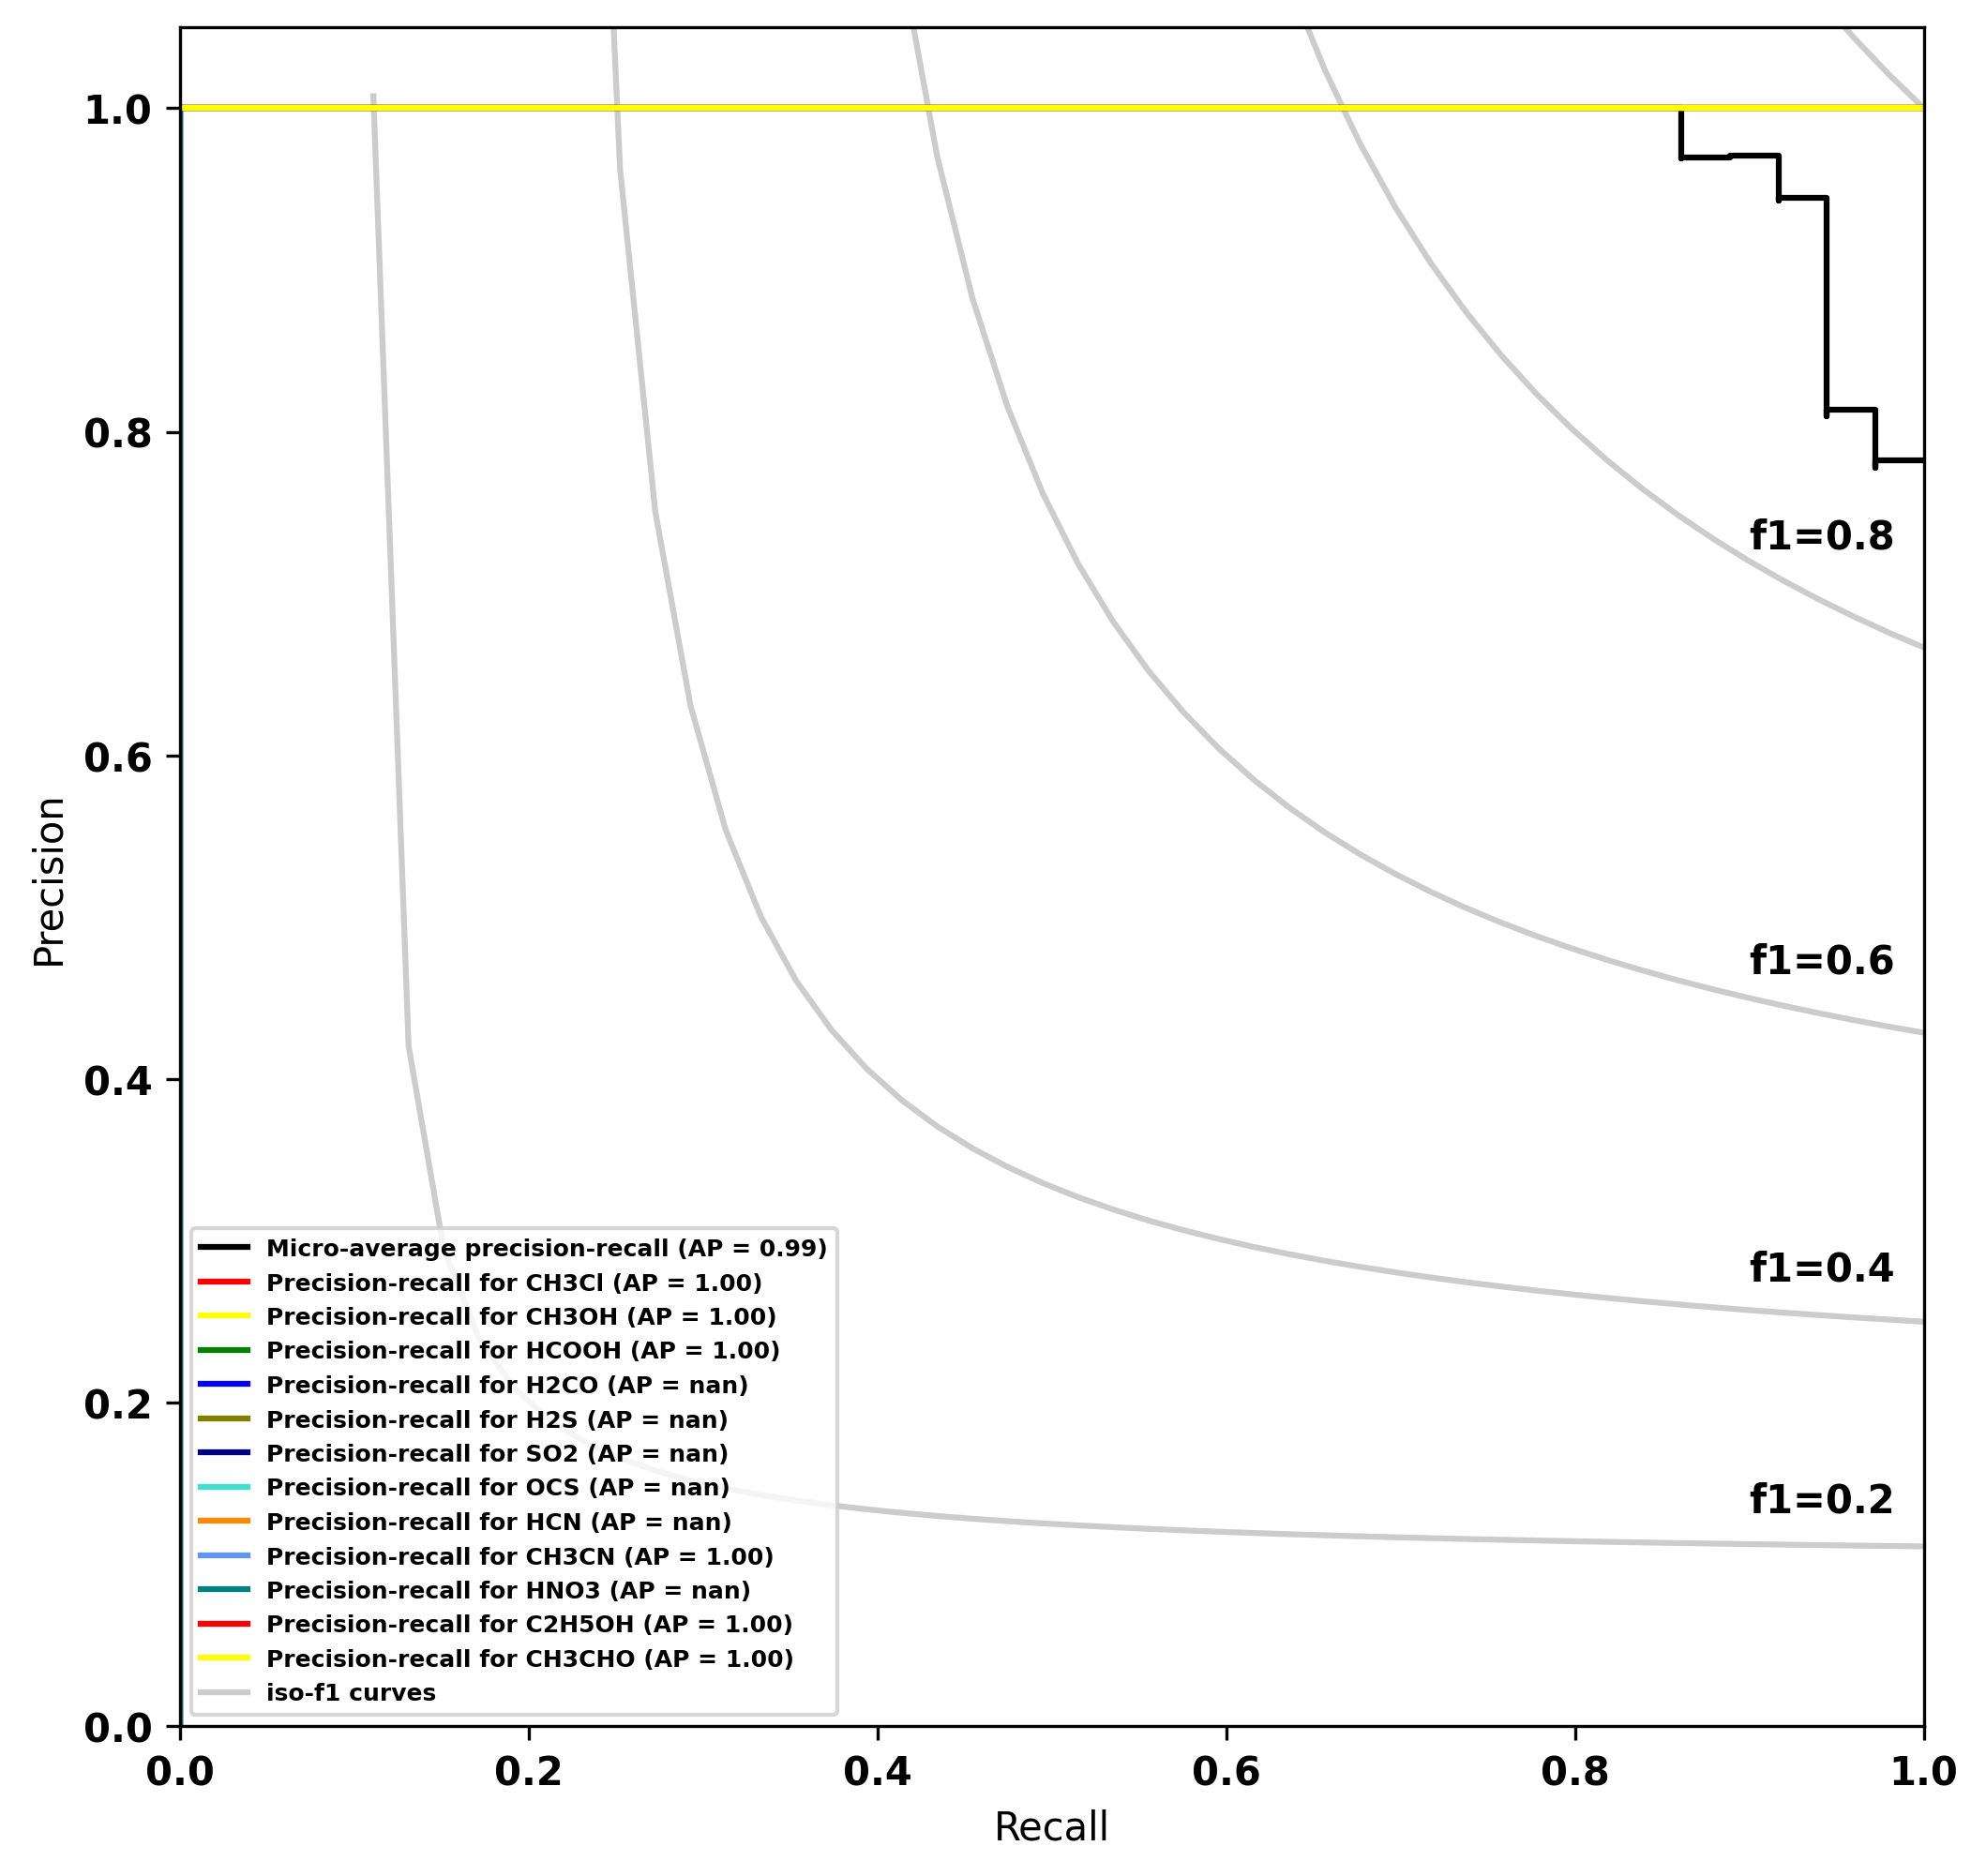 1.0
0.8
0.6
0.4
0.2
0.0
Precision
f1=0.8
f1=0.6
f1=0.4
f1=0.2
Micro-average precision-recall (AP = 0.99)
Precision-recall for CH3Cl (AP = 1.00)
Precision-recall for CH3OH (AP = 1.00)
Precision-recall for HCOOH (AP = 1.00)
Precision-recall for H2CO (AP = nan)
Precision-recall for H2S (AP = nan)
Precision-recall for SO2 (AP = nan)
Precision-recall for OCS (AP = nan)
Precision-recall for HCN (AP = nan)
Precision-recall for CH3CN (AP = 1.00)
Precision-recall for HNO3 (AP = nan)
Precision-recall for C2H5OH (AP = 1.00)
Precision-recall for CH3CHO (AP = 1.00)
iso-f1 curves
0.0 0.2 0.4 0.6 0.8 1.0
Recall